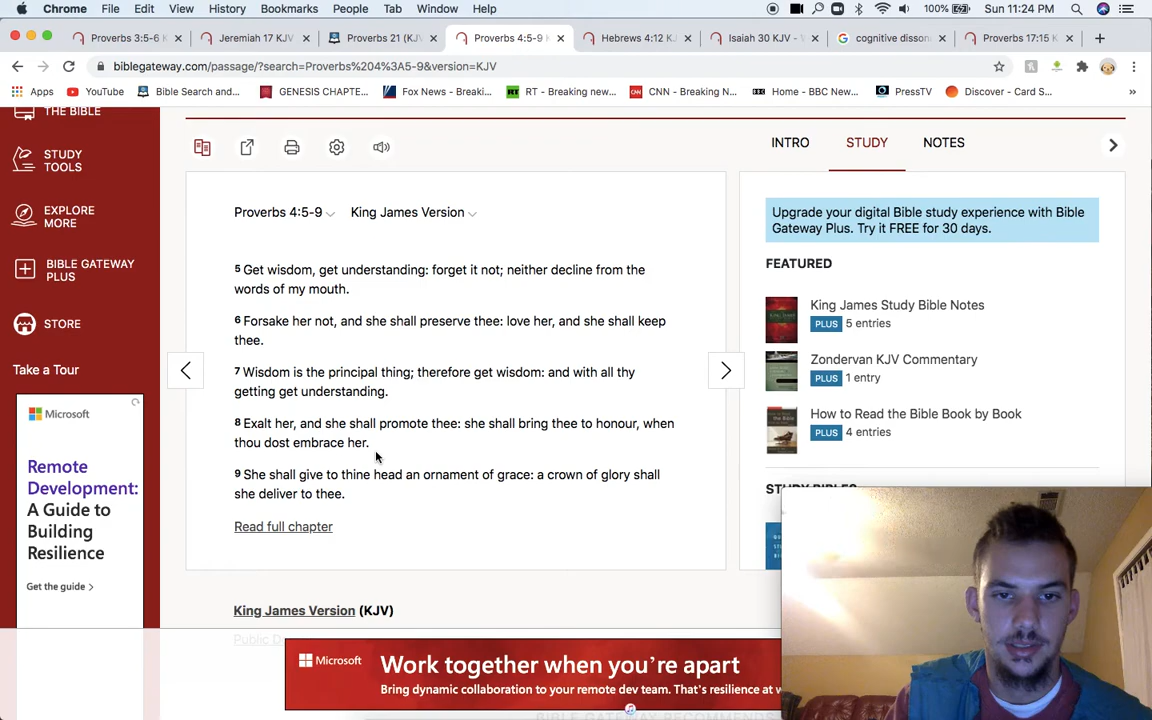 Chrome File Edit View History Bookmarks People Tab Window Help 100% Sun 11:24 PM
Proverbs 3:5-6 K Jeremiah 17 KJV Proverbs 21 (KJV Proverbs 4:5-9 K Hebrews 4:12 KJ Isaiah 30 KJV - W cognitive disson Proverbs 17:15 K
biblegateway.com/passage/?search=Proverbs%204%3A5-9&version=KJV
Apps YouTube Bible Search and... GENESIS CHAPTE... Fox News - Breaki... RT - Breaking new... CNN - Breaking N... Home - BBC New... PressTV Discover - Card S... »
THE BIBLE
STUDY
TOOLS
EXPLORE
MORE
BIBLE GATEWAY
PLUS
STORE
Take a Tour
Microsoft
Remote
Development:
A Guide to
Building
Resilience
Get the guide >
Proverbs 4:5-9 King James Version
5 Get wisdom, get understanding: forget it not; neither decline from the
words of my mouth.
6 Forsake her not, and she shall preserve thee: love her, and she shall keep
thee.
7 Wisdom is the principal thing; therefore get wisdom: and with all thy
getting get understanding.
8 Exalt her, and she shall promote thee: she shall bring thee to honour, when
thou dost embrace her.
9 She shall give to thine head an ornament of grace: a crown of glory shall
she deliver to thee.
Read full chapter
King James Version (KJV)
Public D
INTRO STUDY NOTES
Upgrade your digital Bible study experience with Bible
Gateway Plus. Try it FREE for 30 days.
FEATURED
King James Study Bible Notes
PLUS 5 entries
Zondervan KJV Commentary
PLUS 1 entry
How to Read the Bible Book by Book
PLUS 4 entries
STUDY BIBLES
Microsoft
Work together when you're apart
Bring dynamic collaboration to your remote dev team. That's resilience at w
BIBLE GATEWAY RECOMMENDS